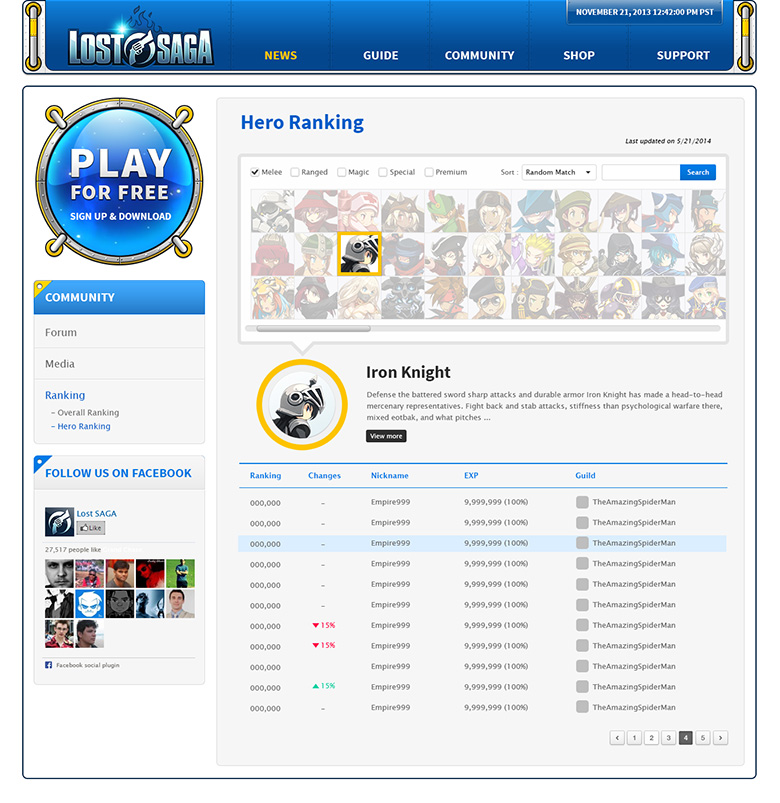 NOVEMBER 21, 2013 12:42:00 PM PST
LOST SAGA
NEWS
GUIDE
COMMUNITY
SHOP
SUPPORT
PLAY
FOR FREE
SIGN UP & DOWNLOAD
COMMUNITY
Forum
Media
Ranking
– Overall Ranking
– Hero Ranking
FOLLOW US ON FACEBOOK
Lost SAGA
Like
27,517 people like
Facebook social plugin
Hero Ranking
Last updated on 5/21/2014
Melee Ranged Magic Special Premium Sort : Random Match Search
Iron Knight
Defense the battered sword sharp attacks and durable armor Iron Knight has made a head-to-head
mercenary representatives. Fight back and stab attacks, stiffness than psychological warfare there,
mixed eotbak, and what pitches ...
View more
Ranking Changes Nickname EXP Guild
000,000 – Empire999 9,999,999 (100%) TheAmazingSpiderMan
000,000 – Empire999 9,999,999 (100%) TheAmazingSpiderMan
000,000 – Empire999 9,999,999 (100%) TheAmazingSpiderMan
000,000 – Empire999 9,999,999 (100%) TheAmazingSpiderMan
000,000 – Empire999 9,999,999 (100%) TheAmazingSpiderMan
000,000 – Empire999 9,999,999 (100%) TheAmazingSpiderMan
000,000 ▼ 15% Empire999 9,999,999 (100%) TheAmazingSpiderMan
000,000 ▼ 15% Empire999 9,999,999 (100%) TheAmazingSpiderMan
000,000 – Empire999 9,999,999 (100%) TheAmazingSpiderMan
000,000 ▲ 15% Empire999 9,999,999 (100%) TheAmazingSpiderMan
000,000 – Empire999 9,999,999 (100%) TheAmazingSpiderMan
‹ 1 2 3 4 5 ›